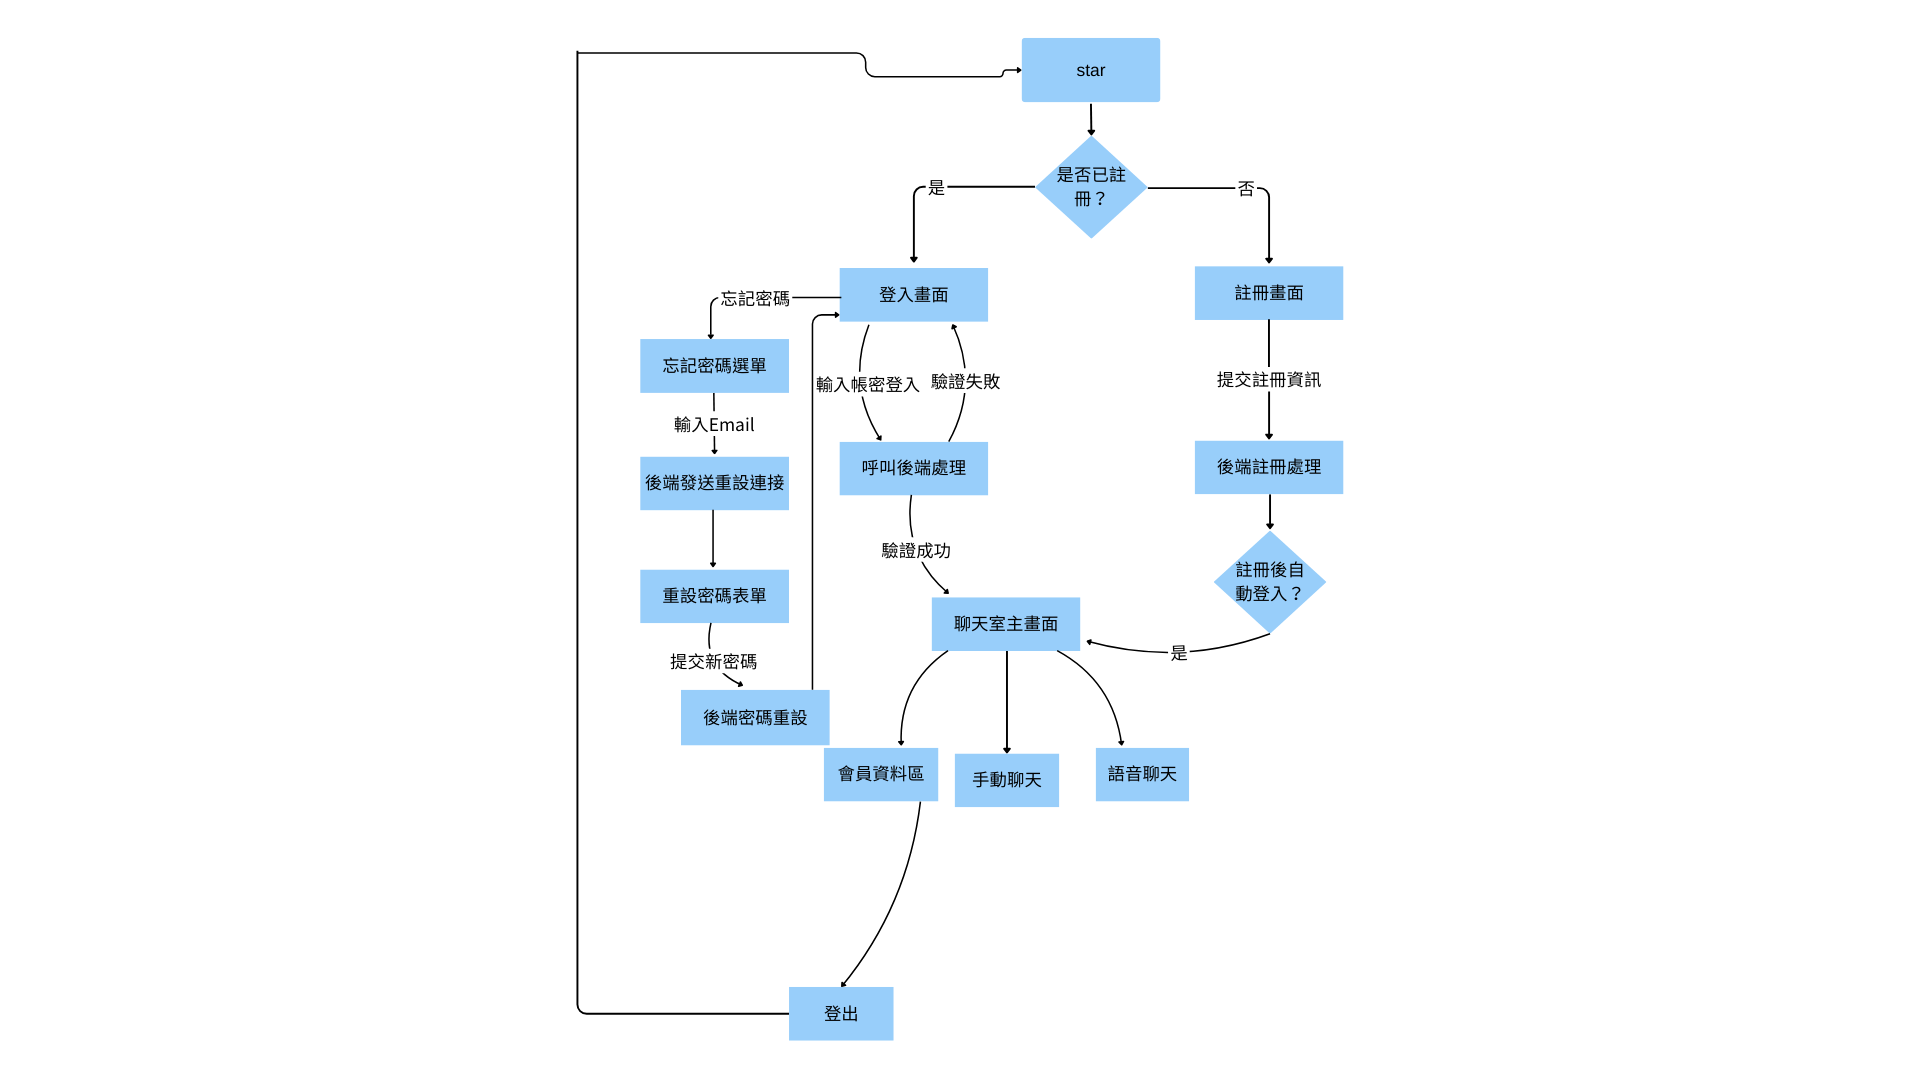 star
是否已註
冊？
是
否
忘記密碼
登入畫面
註冊畫面
忘記密碼選單
輸入帳密登入
驗證失敗
提交註冊資訊
輸入Email
後端發送重設連接
呼叫後端處理
後端註冊處理
驗證成功
註冊後自
動登入？
重設密碼表單
聊天室主畫面
是
提交新密碼
後端密碼重設
會員資料區
手動聊天
語音聊天
登出